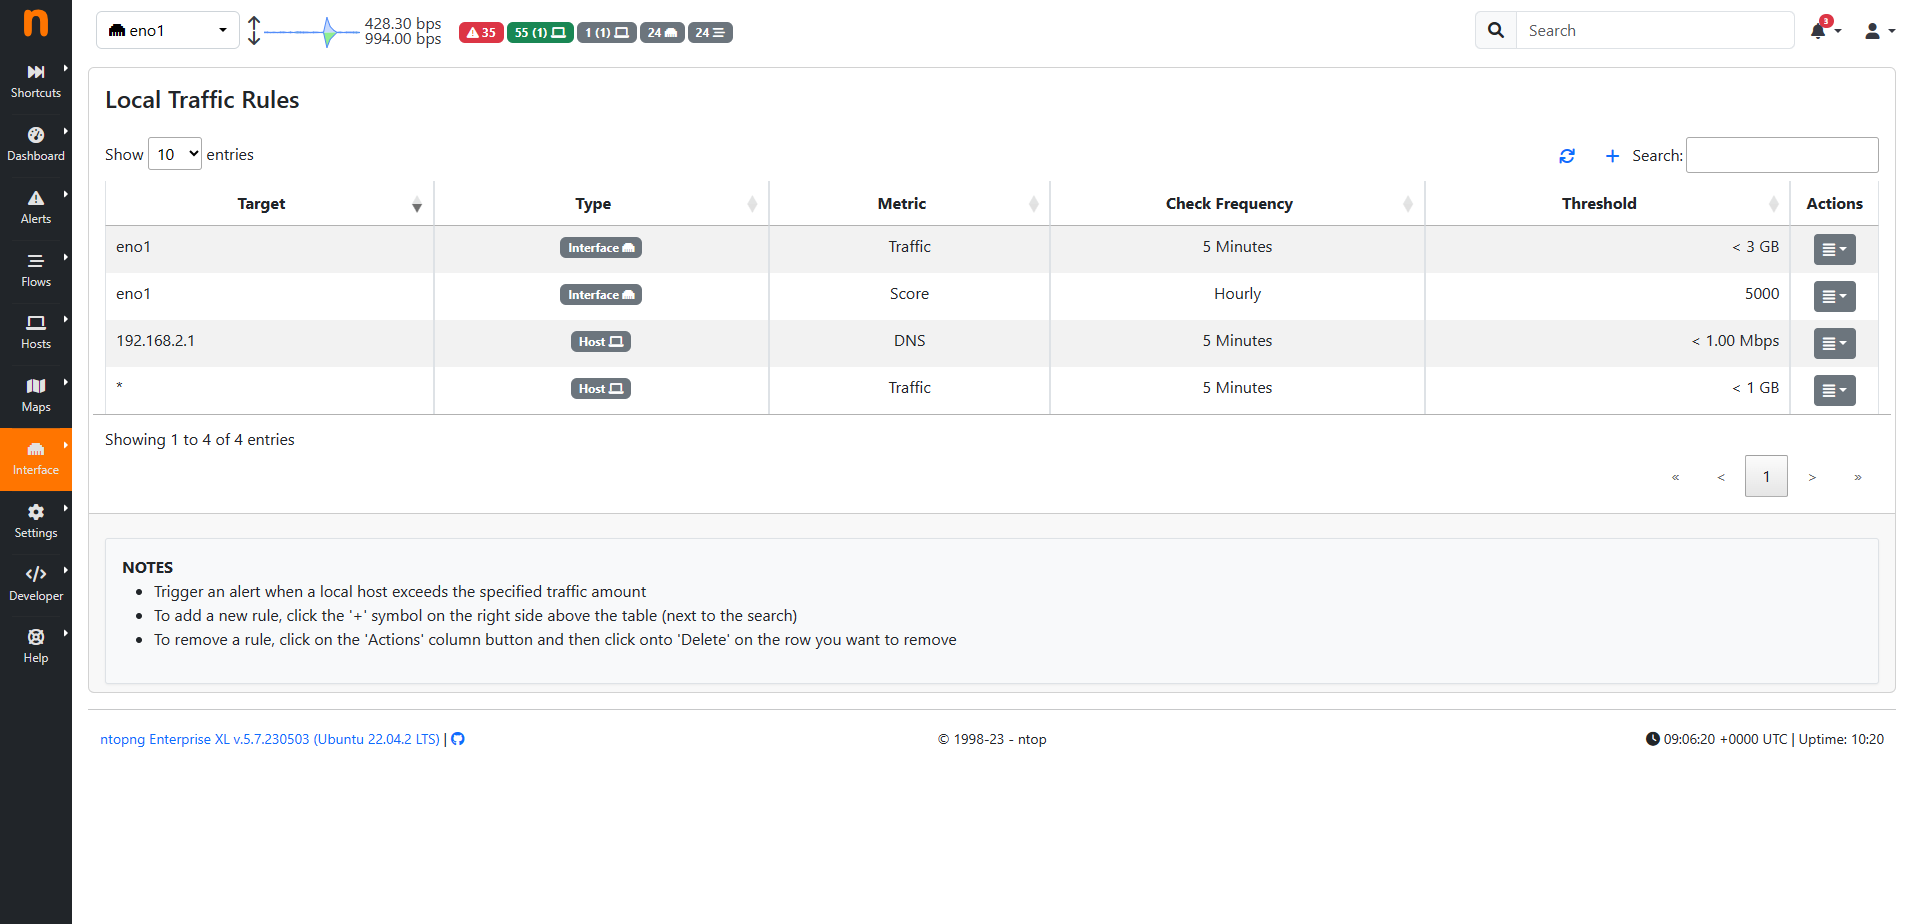 n
eno1
428.30 bps
994.00 bps
35
55 (1)
1 (1)
24
24
Search
3
Shortcuts
Dashboard
Alerts
Flows
Hosts
Maps
Interface
Settings
Developer
Help
Local Traffic Rules
Show 10 entries
Search:
Target Type Metric Check Frequency Threshold Actions
eno1 Interface Traffic 5 Minutes < 3 GB
eno1 Interface Score Hourly 5000
192.168.2.1 Host DNS 5 Minutes < 1.00 Mbps
* Host Traffic 5 Minutes < 1 GB
Showing 1 to 4 of 4 entries
« < 1 > »
NOTES
• Trigger an alert when a local host exceeds the specified traffic amount
• To add a new rule, click the '+' symbol on the right side above the table (next to the search)
• To remove a rule, click on the 'Actions' column button and then click onto 'Delete' on the row you want to remove
ntopng Enterprise XL v.5.7.230503 (Ubuntu 22.04.2 LTS) |
© 1998-23 - ntop
09:06:20 +0000 UTC | Uptime: 10:20